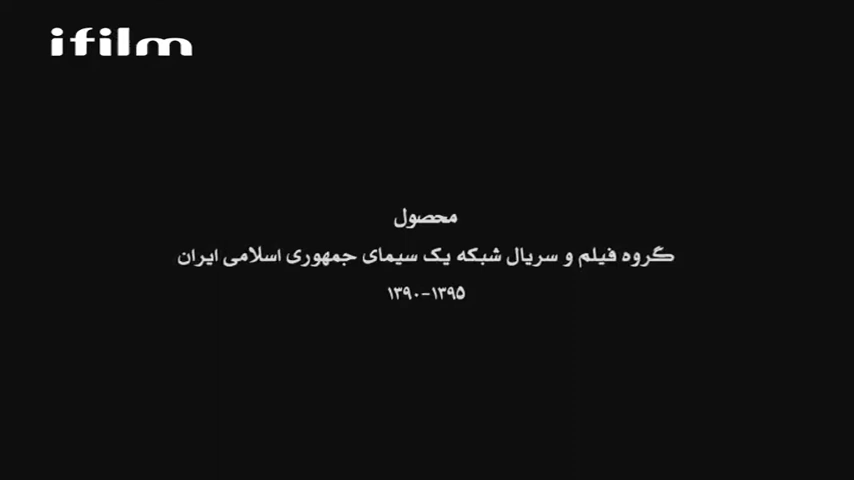 ifilm
محصول
گروه فیلم و سریال شبکه یک سیمای جمهوری اسلامی ایران
۱۳۹۰-۱۳۹۵